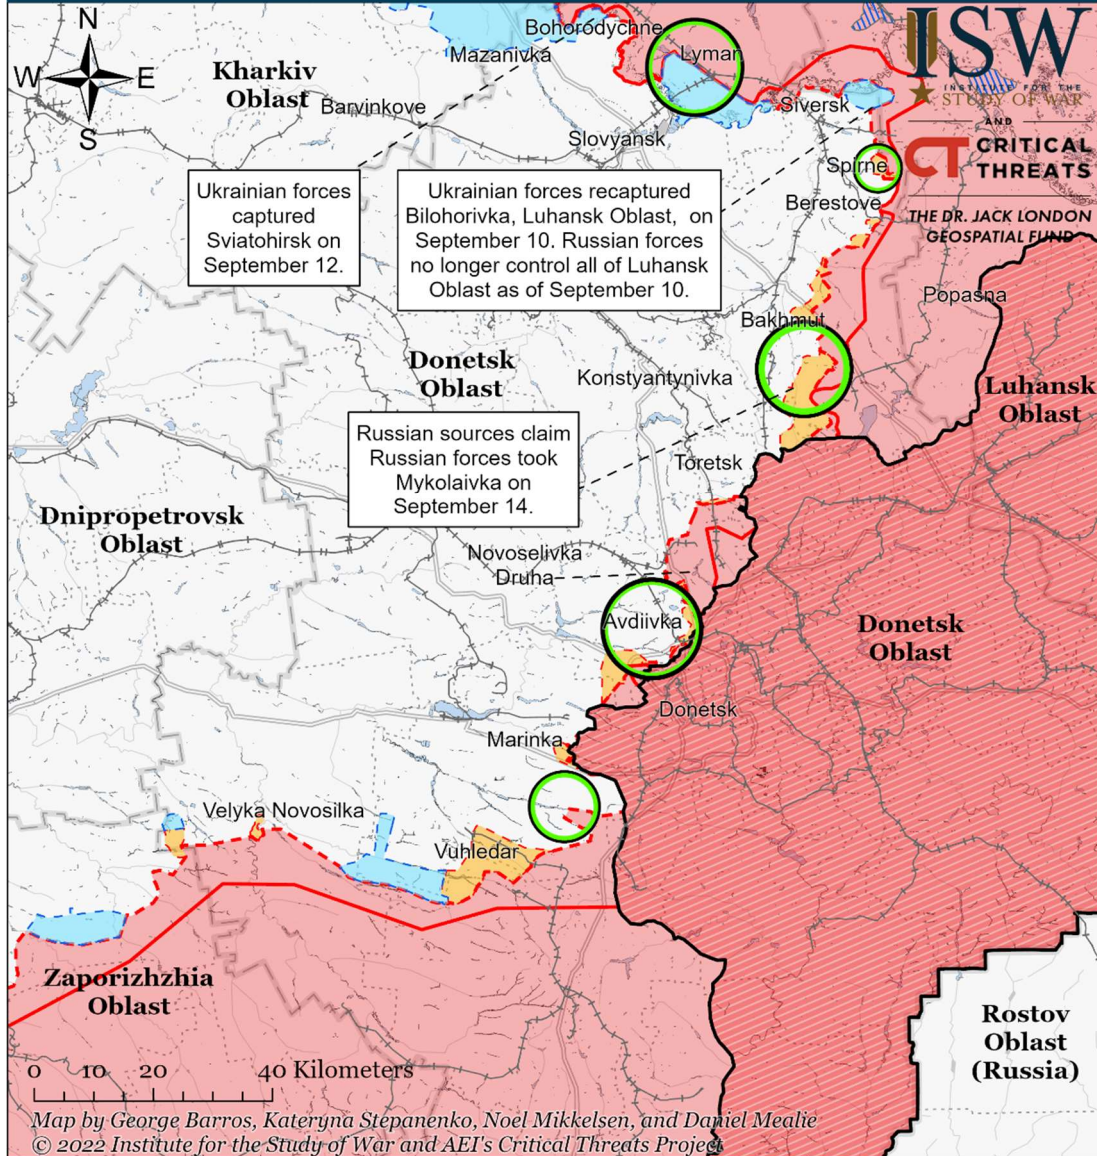 N
W
E
S
Bohorodychne
Mazanivka
Lyman
ISW
INSTITUTE FOR THE
STUDY OF WAR
AND
CRITICAL
THREATS
CT
THE DR. JACK LONDON
GEOSPATIAL FUND
Kharkiv
Oblast
Barvinkove
Siversk
Slovyansk
Spirne
Berestove
Ukrainian forces
captured
Sviatohirsk on
September 12.
Ukrainian forces recaptured
Bilohorivka, Luhansk Oblast, on
September 10. Russian forces
no longer control all of Luhansk
Oblast as of September 10.
Popasna
Bakhmut
Donetsk
Oblast
Konstyantynivka
Luhansk
Oblast
Russian sources claim
Russian forces took
Mykolaivka on
September 14.
Toretsk
Dnipropetrovsk
Oblast
Novoselivka
Druha
Avdiivka
Donetsk
Oblast
Donetsk
Marinka
Velyka Novosilka
Vuhledar
Zaporizhzhia
Oblast
Rostov
Oblast
(Russia)
0 10 20 40 Kilometers
Map by George Barros, Kateryna Stepanenko, Noel Mikkelsen, and Daniel Mealie
© 2022 Institute for the Study of War and AEI's Critical Threats Project